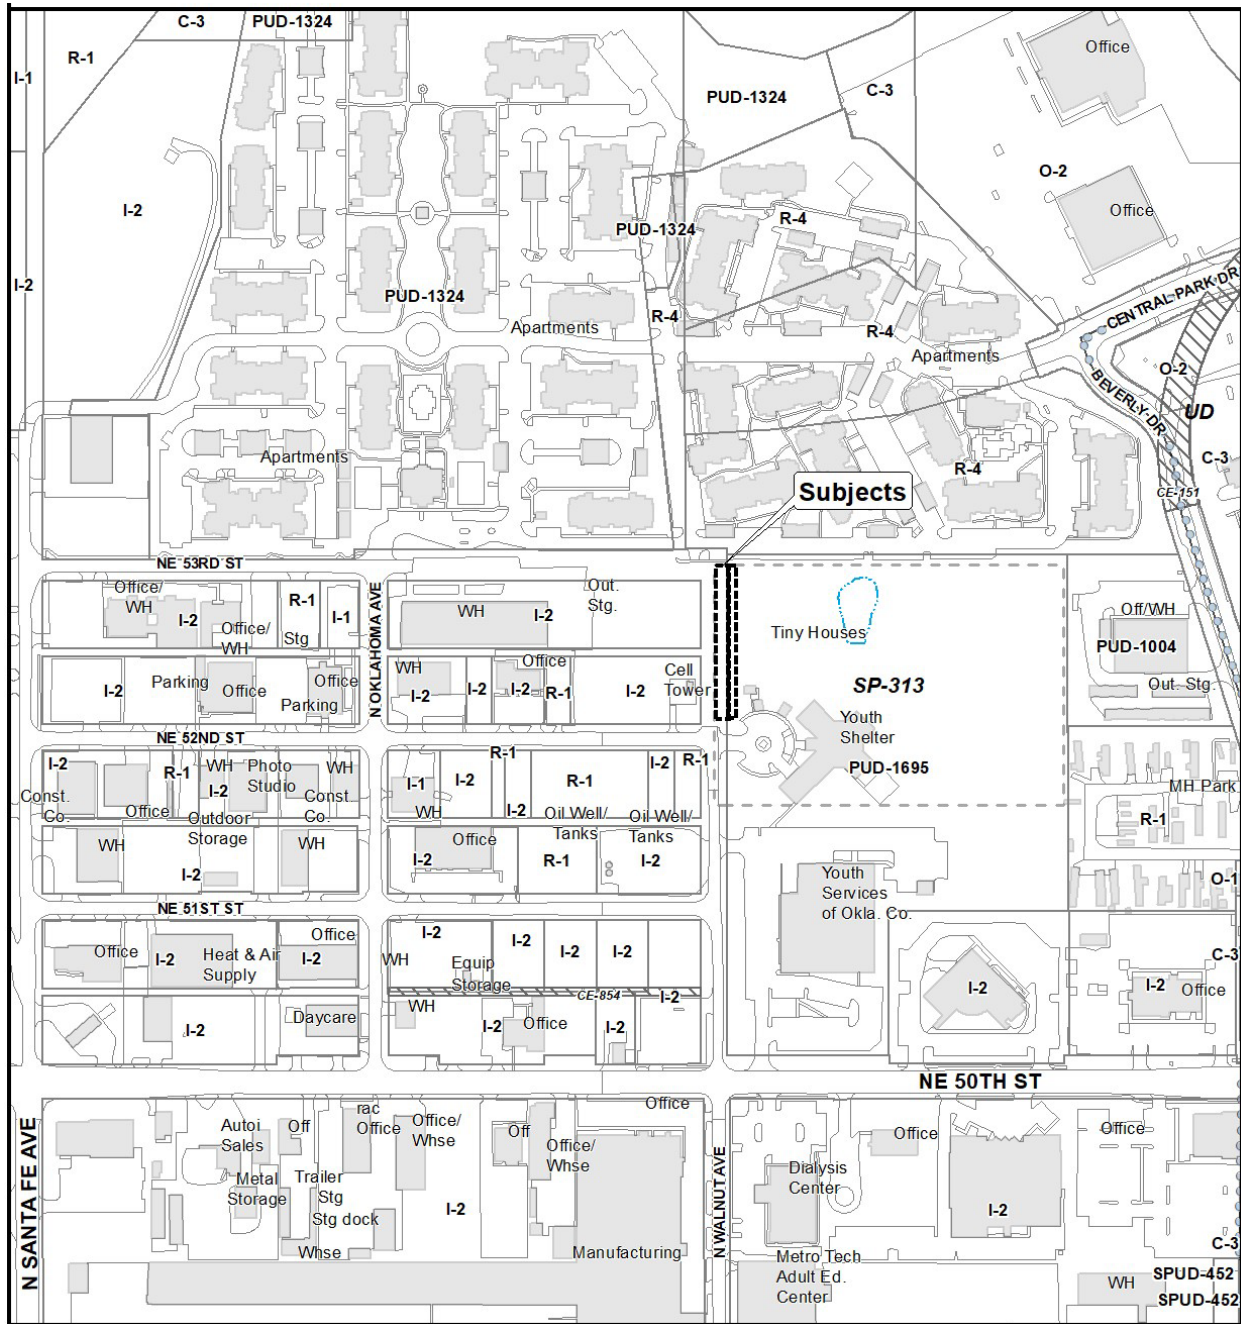 C-3
PUD-1324
R-1
I-1
Office
PUD-1324
C-3
O-2
Office
I-2
R-4
PUD-1324
I-2
PUD-1324
CENTRAL PARK DR
R-4
Apartments
R-4
Apartments
O-2
BEVERLY DR
UD
Apartments
C-3
R-4
Subjects
CE-151
NE 53RD ST
Office/
WH
I-2
Office/
WH
R-1
Stg
I-1
N OKLAHOMA AVE
WH
I-2
Out.
Stg.
Tiny Houses
Off/WH
PUD-1004
Out. Stg.
I-2
Parking
Office
Office
Parking
WH
I-2
I-2
Office
I-2
R-1
I-2
Cell
Tower
SP-313
Youth
Shelter
PUD-1695
NE 52ND ST
I-2
Const.
Co.
Office
R-1
WH
I-2
Photo
Studio
Outdoor
Storage
WH
Const.
Co.
I-1
WH
I-2
R-1
I-2
R-1
I-2
R-1
Oil Well/
Tanks
Oil Well/
Tanks
MH Park
R-1
WH
I-2
WH
Office
I-2
R-1
I-2
Youth
Services
of Okla. Co.
O-1
NE 51ST ST
Office
I-2
Heat & Air
Supply
Office
I-2
WH
I-2
Equip
Storage
I-2
I-2
I-2
CE-854
I-2
I-2
C-3
I-2
Office
I-2
Daycare
WH
I-2
Office
I-2
NE 50TH ST
N SANTA FE AVE
Autoi
Sales
Off
rac
Office
Office/
Whse
Off
Office/
Whse
Office
Metal
Storage
Trailer
Stg
Stg dock
Whse
I-2
Manufacturing
N WALNUT AVE
Dialysis
Center
Office
Office
I-2
Metro Tech
Adult Ed.
Center
C-3
WH
SPUD-452
SPUD-452